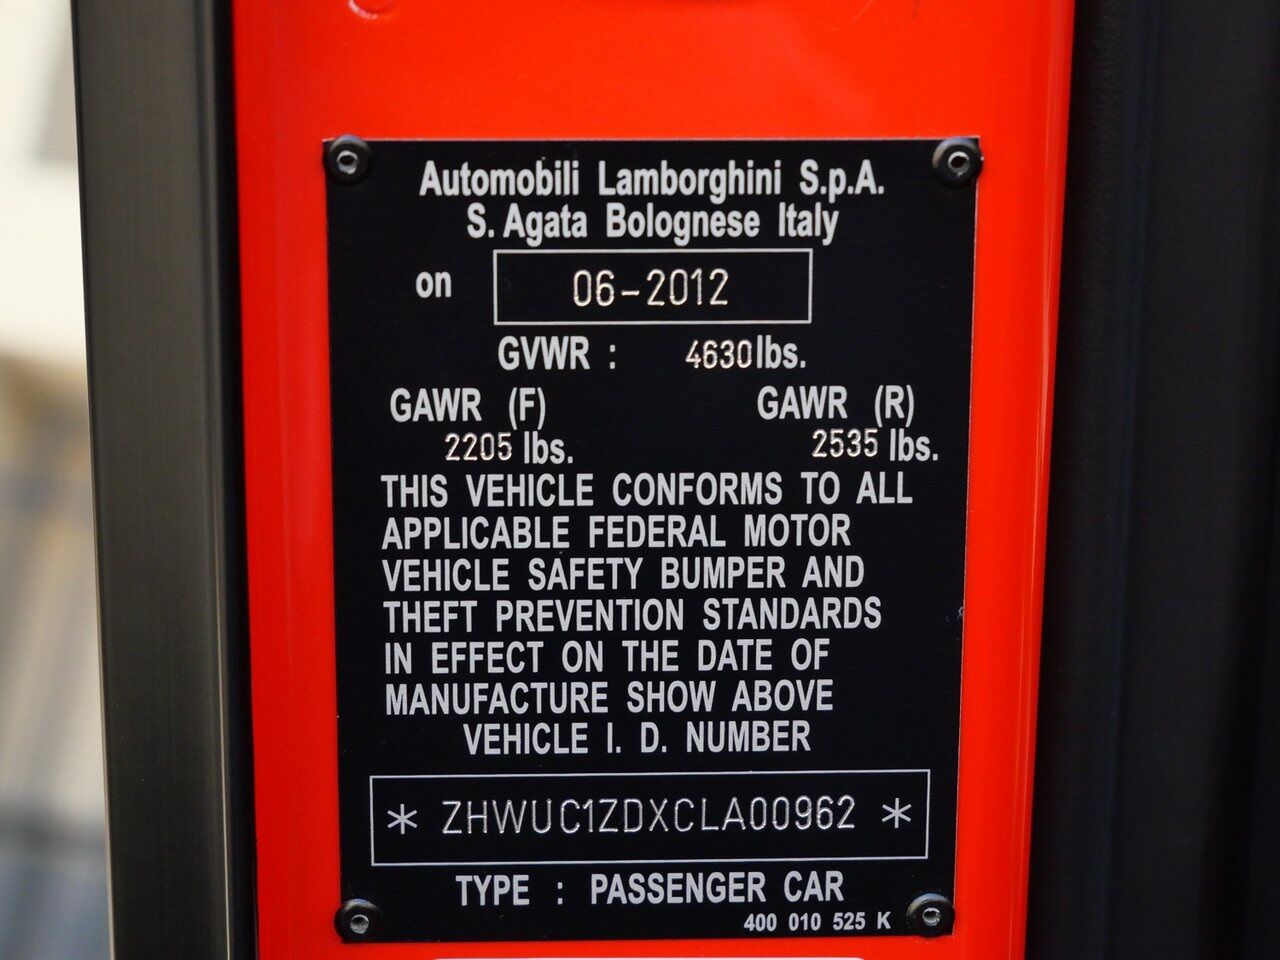 Automobili Lamborghini S.p.A.
S. Agata Bolognese Italy
on 06-2012
GVWR : 4630 lbs.
GAWR (F) GAWR (R)
2205 lbs. 2535 lbs.
THIS VEHICLE CONFORMS TO ALL
APPLICABLE FEDERAL MOTOR
VEHICLE SAFETY BUMPER AND
THEFT PREVENTION STANDARDS
IN EFFECT ON THE DATE OF
MANUFACTURE SHOW ABOVE
VEHICLE I. D. NUMBER
* ZHWUC1ZDXCLA00962 *
TYPE : PASSENGER CAR
400 010 525 K